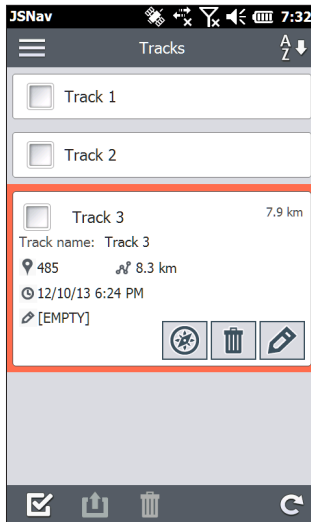 JSNav 7:32
Tracks A Z
Track 1
Track 2
Track 3 7.9 km
Track name: Track 3
485 8.3 km
12/10/13 6:24 PM
[EMPTY]